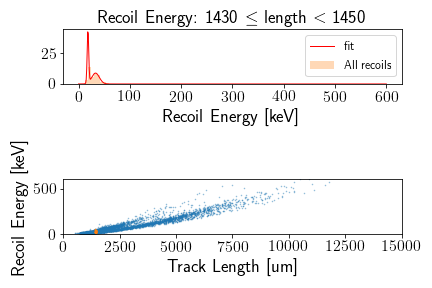 Recoil Energy: 1430 ≤ length < 1450
25
0
fit
All recoils
0 100 200 300 400 500 600
Recoil Energy [keV]
Recoil Energy [keV]
500
0
0 2500 5000 7500 10000 12500 15000
Track Length [um]